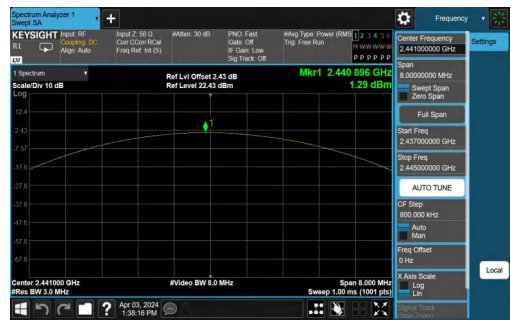 Spectrum Analyzer 1
Swept SA
+
Frequency
KEYSIGHT
RL
LV
Input: RF
Coupling: DC
Align: Auto
Input Z: 50 Ω
Corr CCorr RCal
Freq Ref: Int (S)
#Atten: 30 dB
PNO: Fast
Gate: Off
IF Gain: Low
Sig Track: Off
#Avg Type: Power (RMS
Trig: Free Run
1 2 3 4 5 6
M W W W W W
P P P P P P
1 Spectrum
Scale/Div 10 dB
Log
Ref Lvl Offset 2.43 dB
Ref Level 22.43 dBm
Mkr1 2.440 896 GHz
1.29 dBm
12.4
2.43
-7.57
-17.6
-27.6
-37.6
-47.6
-57.6
-67.6
1
Center 2.441000 GHz
#Res BW 3.0 MHz
#Video BW 8.0 MHz
Span 8.000 MHz
Sweep 1.00 ms (1001 pts)
Center Frequency
2.441000000 GHz
Span
8.00000000 MHz
Swept Span
Zero Span
Full Span
Start Freq
2.437000000 GHz
Stop Freq
2.445000000 GHz
AUTO TUNE
CF Step
800.000 kHz
Auto
Man
Freq Offset
0 Hz
X Axis Scale
Log
Lin
Signal Track
Settings
Local
?
Apr 03, 2024
1:38:16 PM